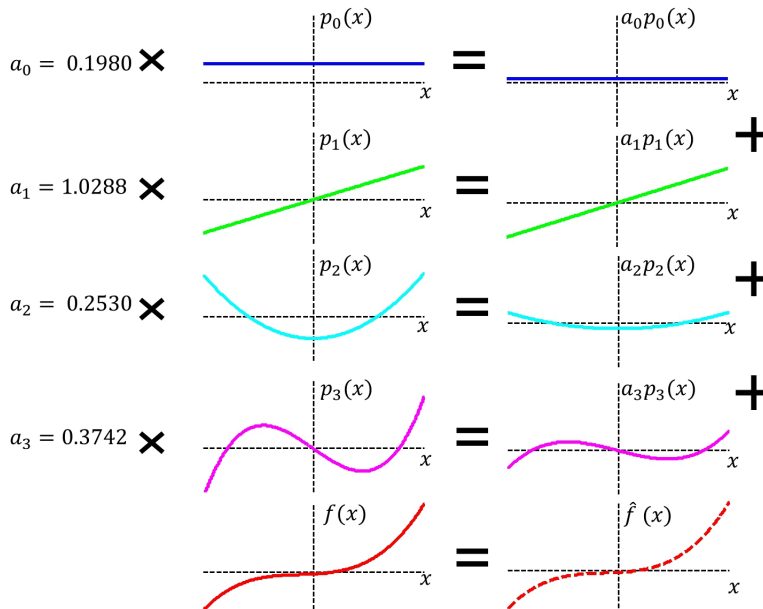 p₀(x) a₀p₀(x)
a₀ = 0.1980 × =
x x
+
p₁(x) a₁p₁(x)
a₁ = 1.0288 × =
x x
+
p₂(x) a₂p₂(x)
a₂ = 0.2530 × =
x x
+
p₃(x) a₃p₃(x)
a₃ = 0.3742 × =
x x
f(x) f̂ (x)
=
x x